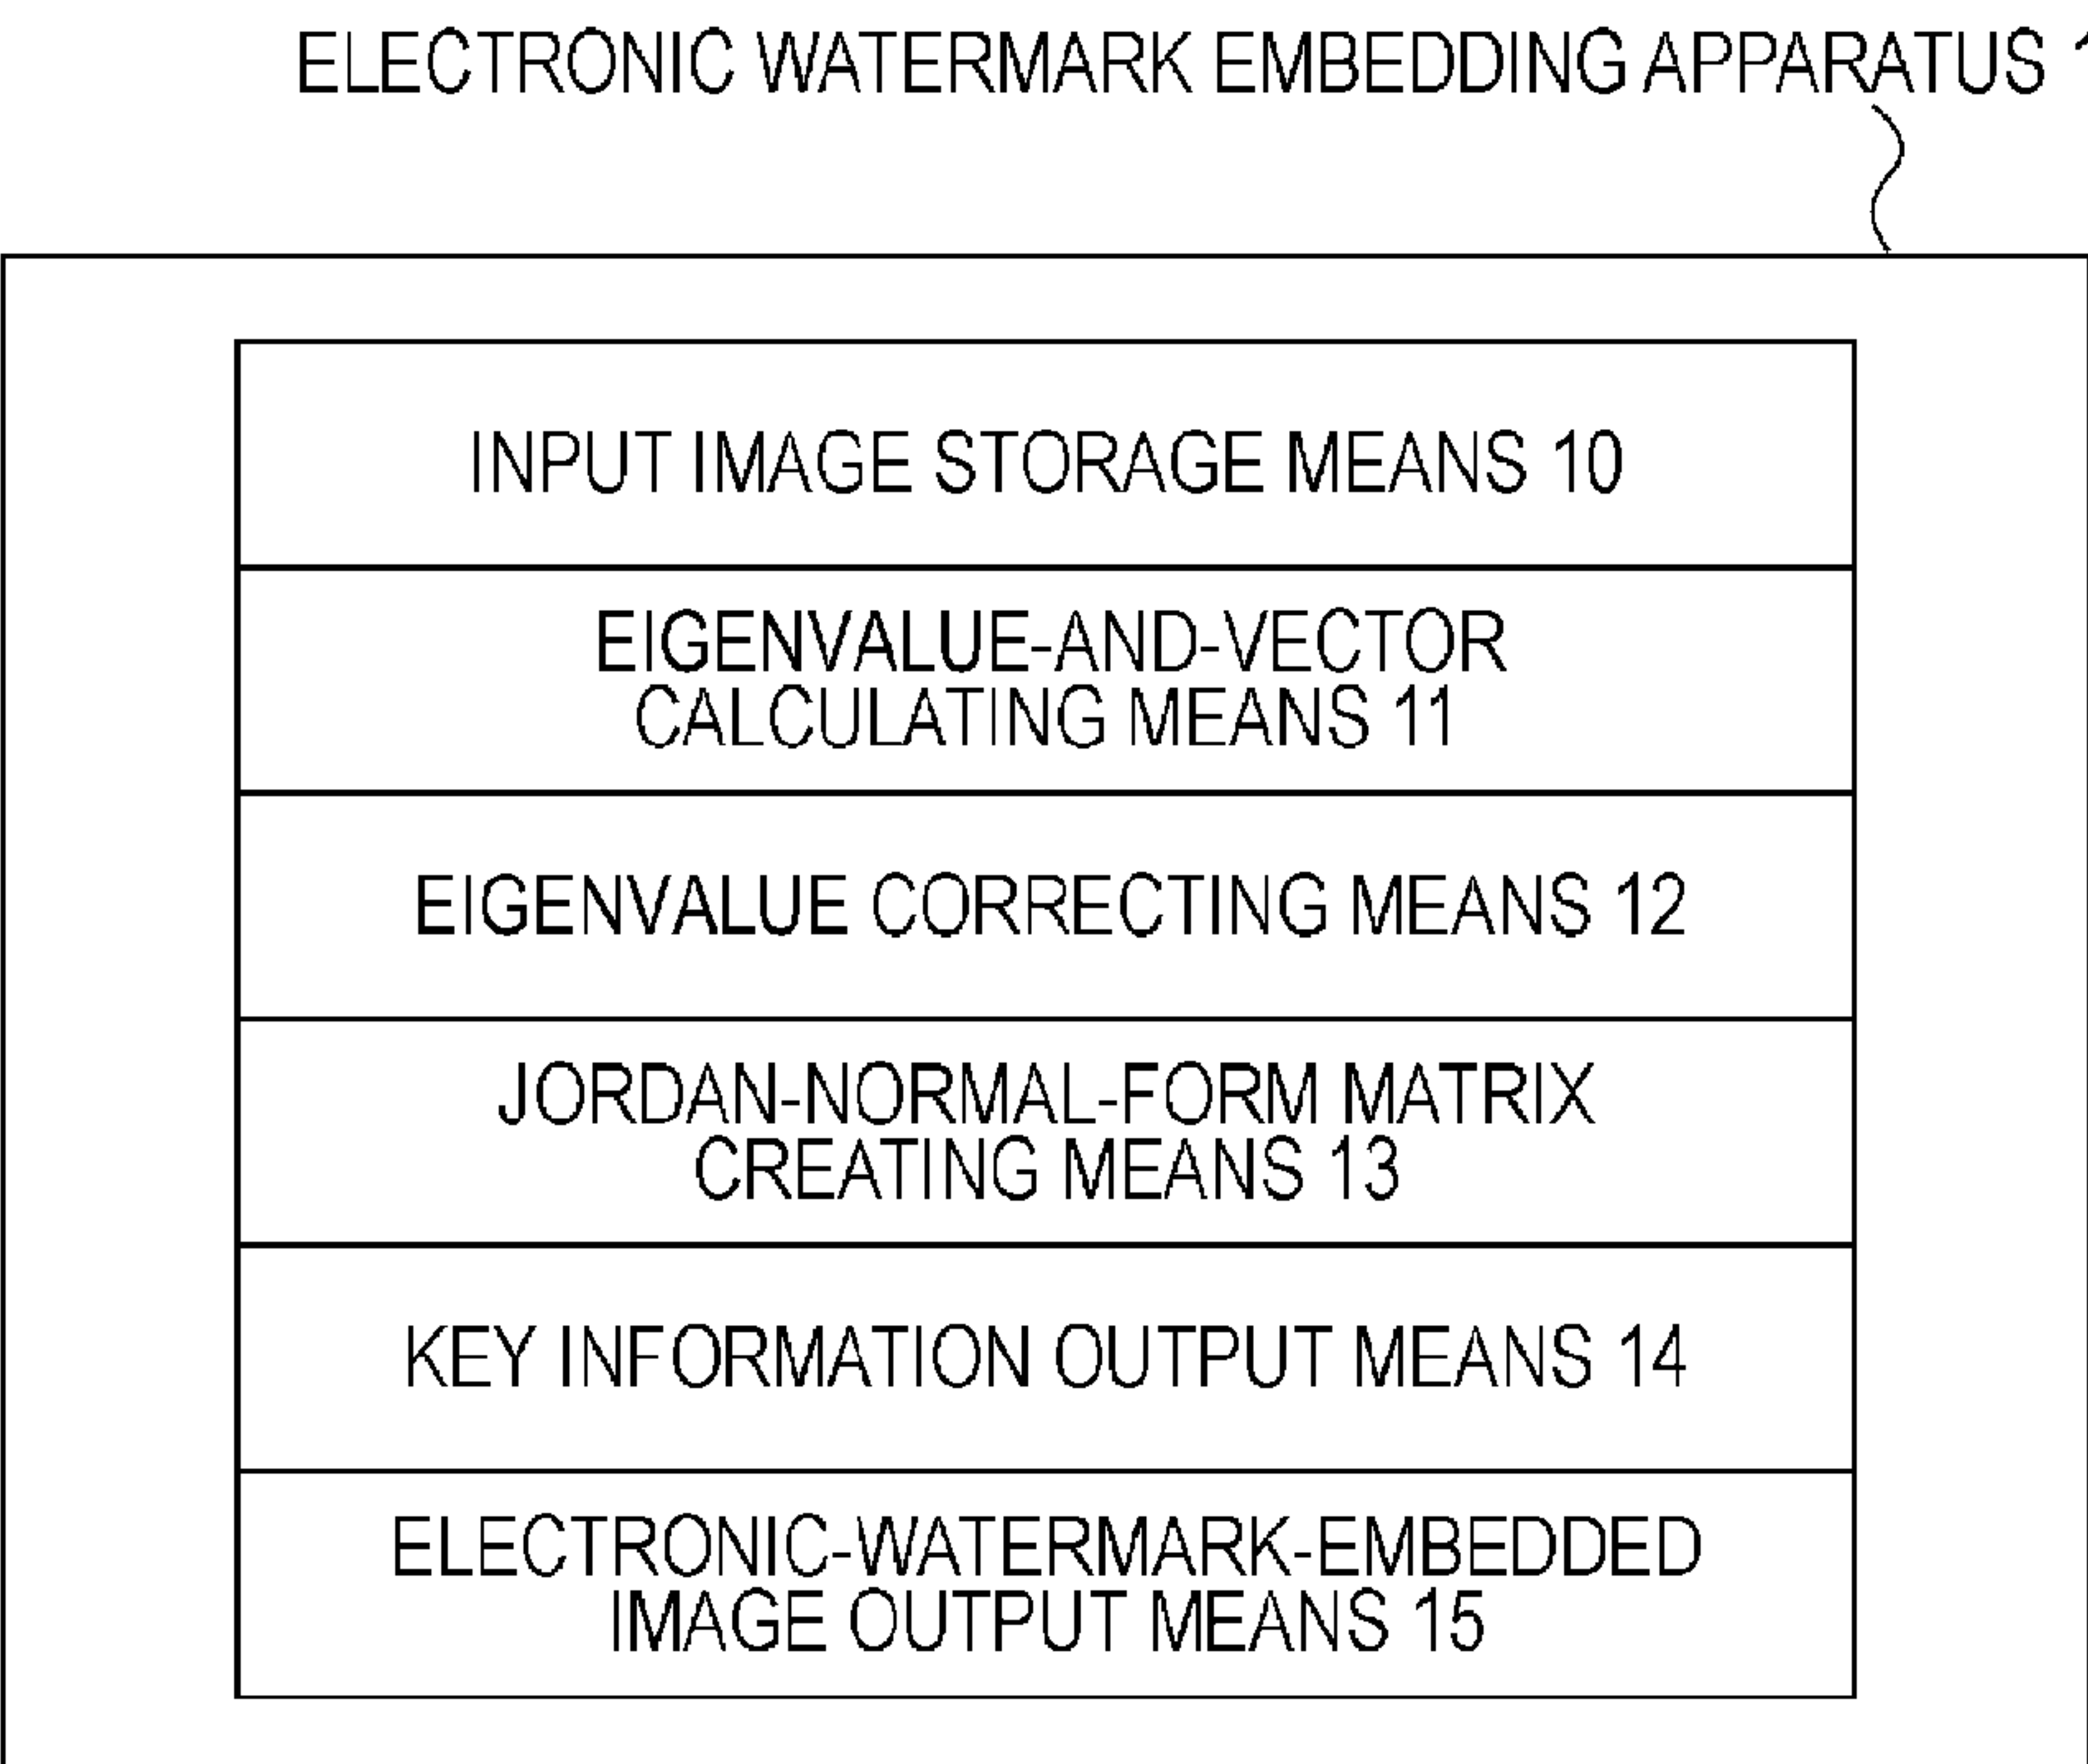 ELECTRONIC WATERMARK EMBEDDING APPARATUS
INPUT IMAGE STORAGE MEANS 10
EIGENVALUE-AND-VECTOR
CALCULATING MEANS 11
EIGENVALUE CORRECTING MEANS 12
JORDAN-NORMAL-FORM MATRIX
CREATING MEANS 13
KEY INFORMATION OUTPUT MEANS 14
ELECTRONIC-WATERMARK-EMBEDDED
IMAGE OUTPUT MEANS 15